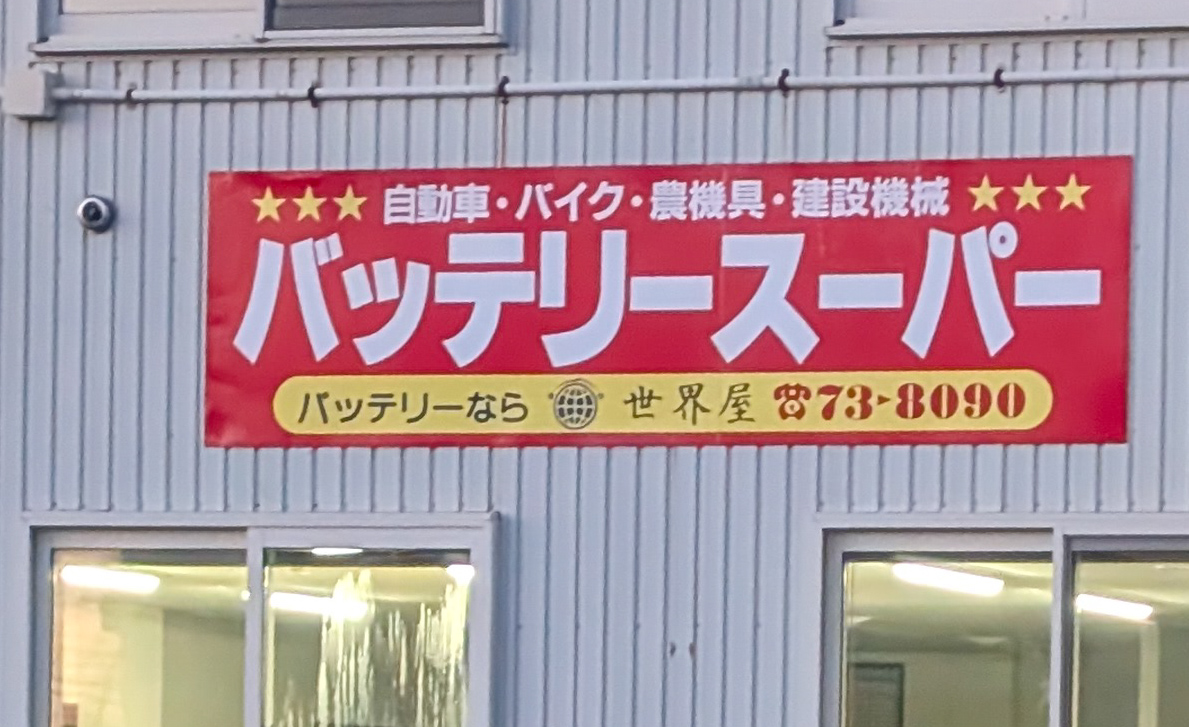 ★★★ 自動車・バイク・農機具・建設機械 ★★★
バッテリースーパー
バッテリーなら 世界屋 ☎73-8090